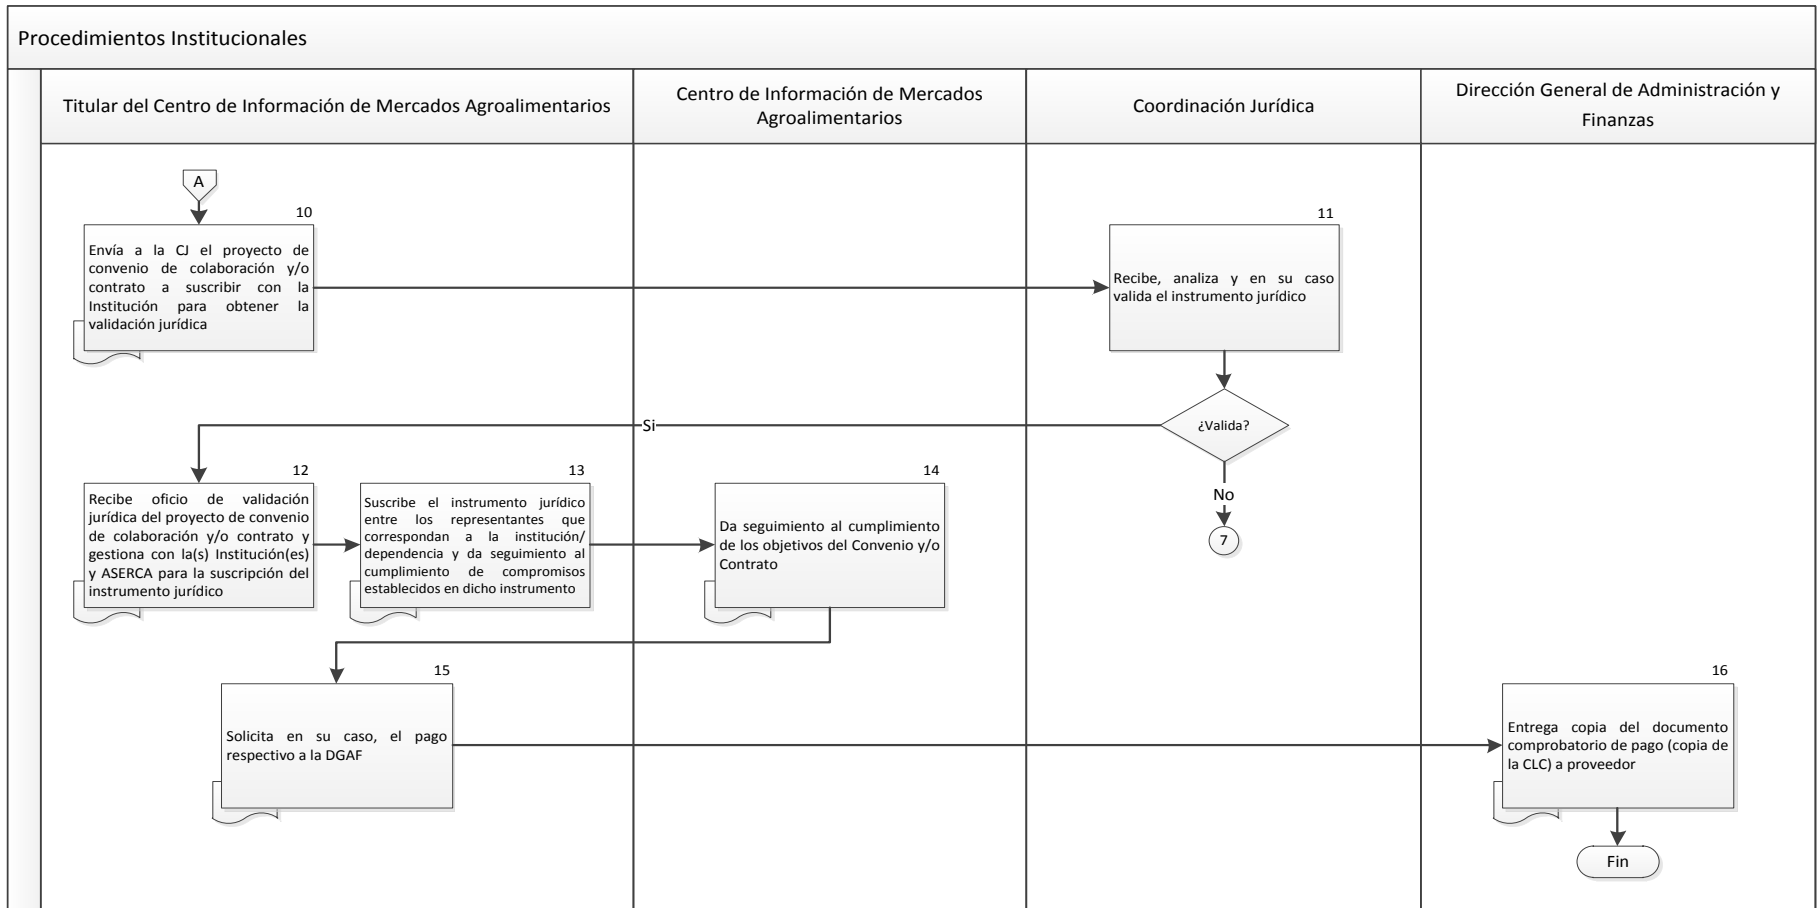 Procedimientos Institucionales
Titular del Centro de Información de Mercados Agroalimentarios
Centro de Información de Mercados
Agroalimentarios
Coordinación Jurídica
Dirección General de Administración y
Finanzas
A
10
Envía a la CJ el proyecto de
convenio de colaboración y/o
contrato a suscribir con la
Institución para obtener la
validación jurídica
11
Recibe, analiza y en su caso
valida el instrumento jurídico
¿Valida?
Si
No
7
12
Recibe oficio de validación
jurídica del proyecto de convenio
de colaboración y/o contrato y
gestiona con la(s) Institución(es)
y ASERCA para la suscripción del
instrumento jurídico
13
Suscribe el instrumento jurídico
entre los representantes que
correspondan a la institución/
dependencia y da seguimiento al
cumplimiento de compromisos
establecidos en dicho instrumento
14
Da seguimiento al cumplimiento
de los objetivos del Convenio y/o
Contrato
15
Solicita en su caso, el pago
respectivo a la DGAF
16
Entrega copia del documento
comprobatorio de pago (copia de
la CLC) a proveedor
Fin